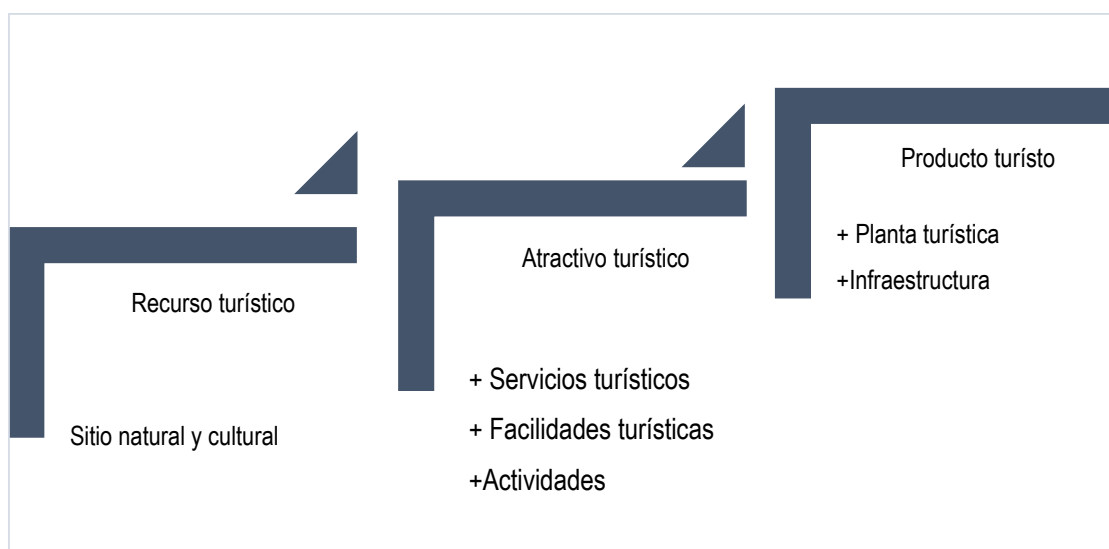 Recurso turístico
Sitio natural y cultural
Atractivo turístico
+ Servicios turísticos
+ Facilidades turísticas
+Actividades
Producto turísto
+ Planta turística
+Infraestructura